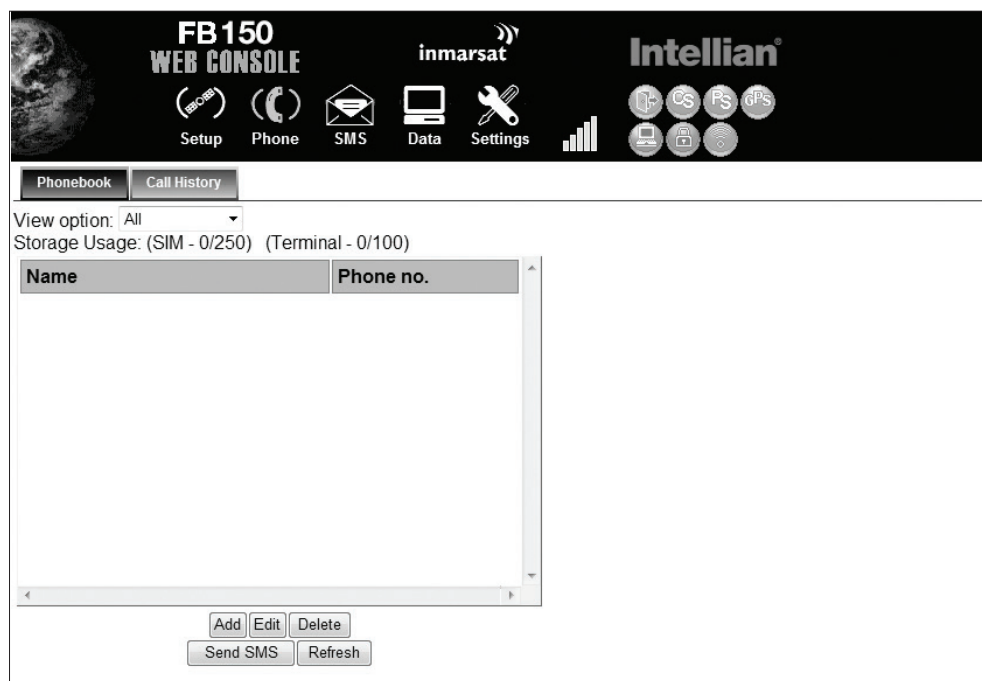 FB150
WEB CONSOLE
inmarsat
Intellian®
Setup Phone SMS Data Settings
CS PS GPS
Phonebook Call History
View option: All
Storage Usage: (SIM - 0/250) (Terminal - 0/100)
Name Phone no.
Add Edit Delete
Send SMS Refresh